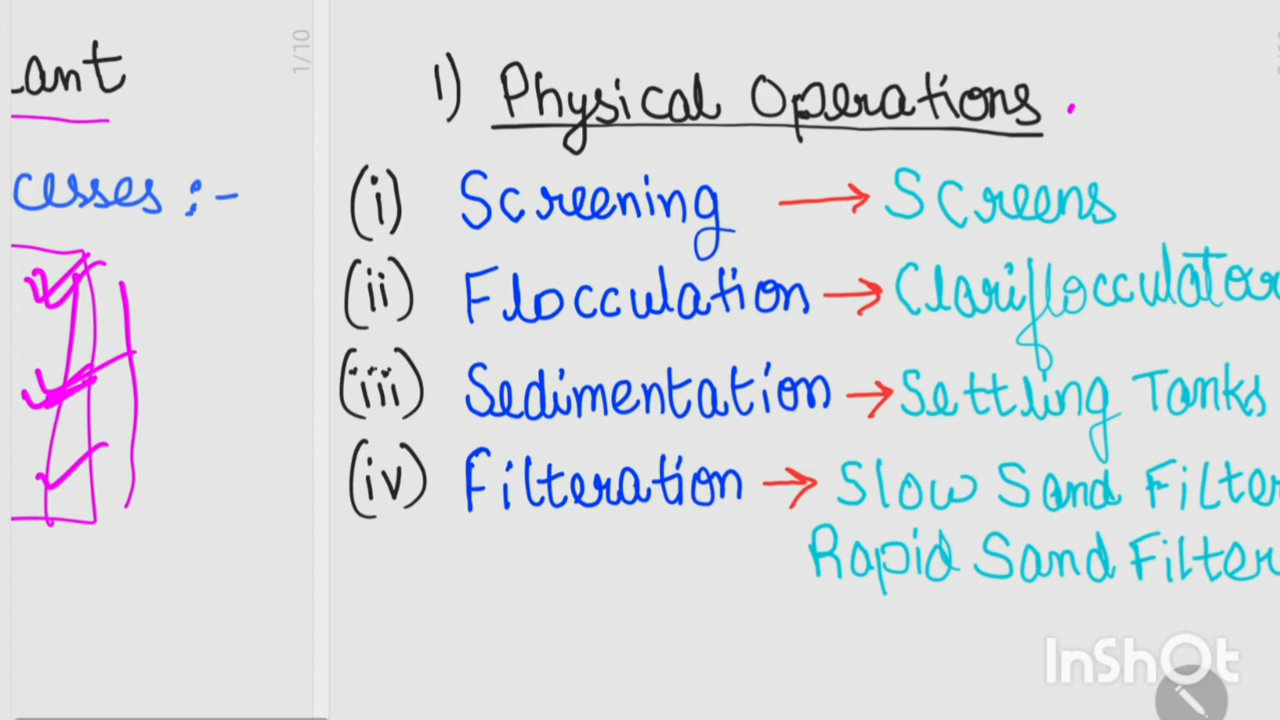 ant
cesses :-
1/10
1) Physical Operations.
(i) Screening → Screens
(ii) Flocculation → Clariflocculator
(iii) Sedimentation → Settling Tanks
(iv) Filteration → Slow Sand Filter
Rapid Sand Filter
InShOt